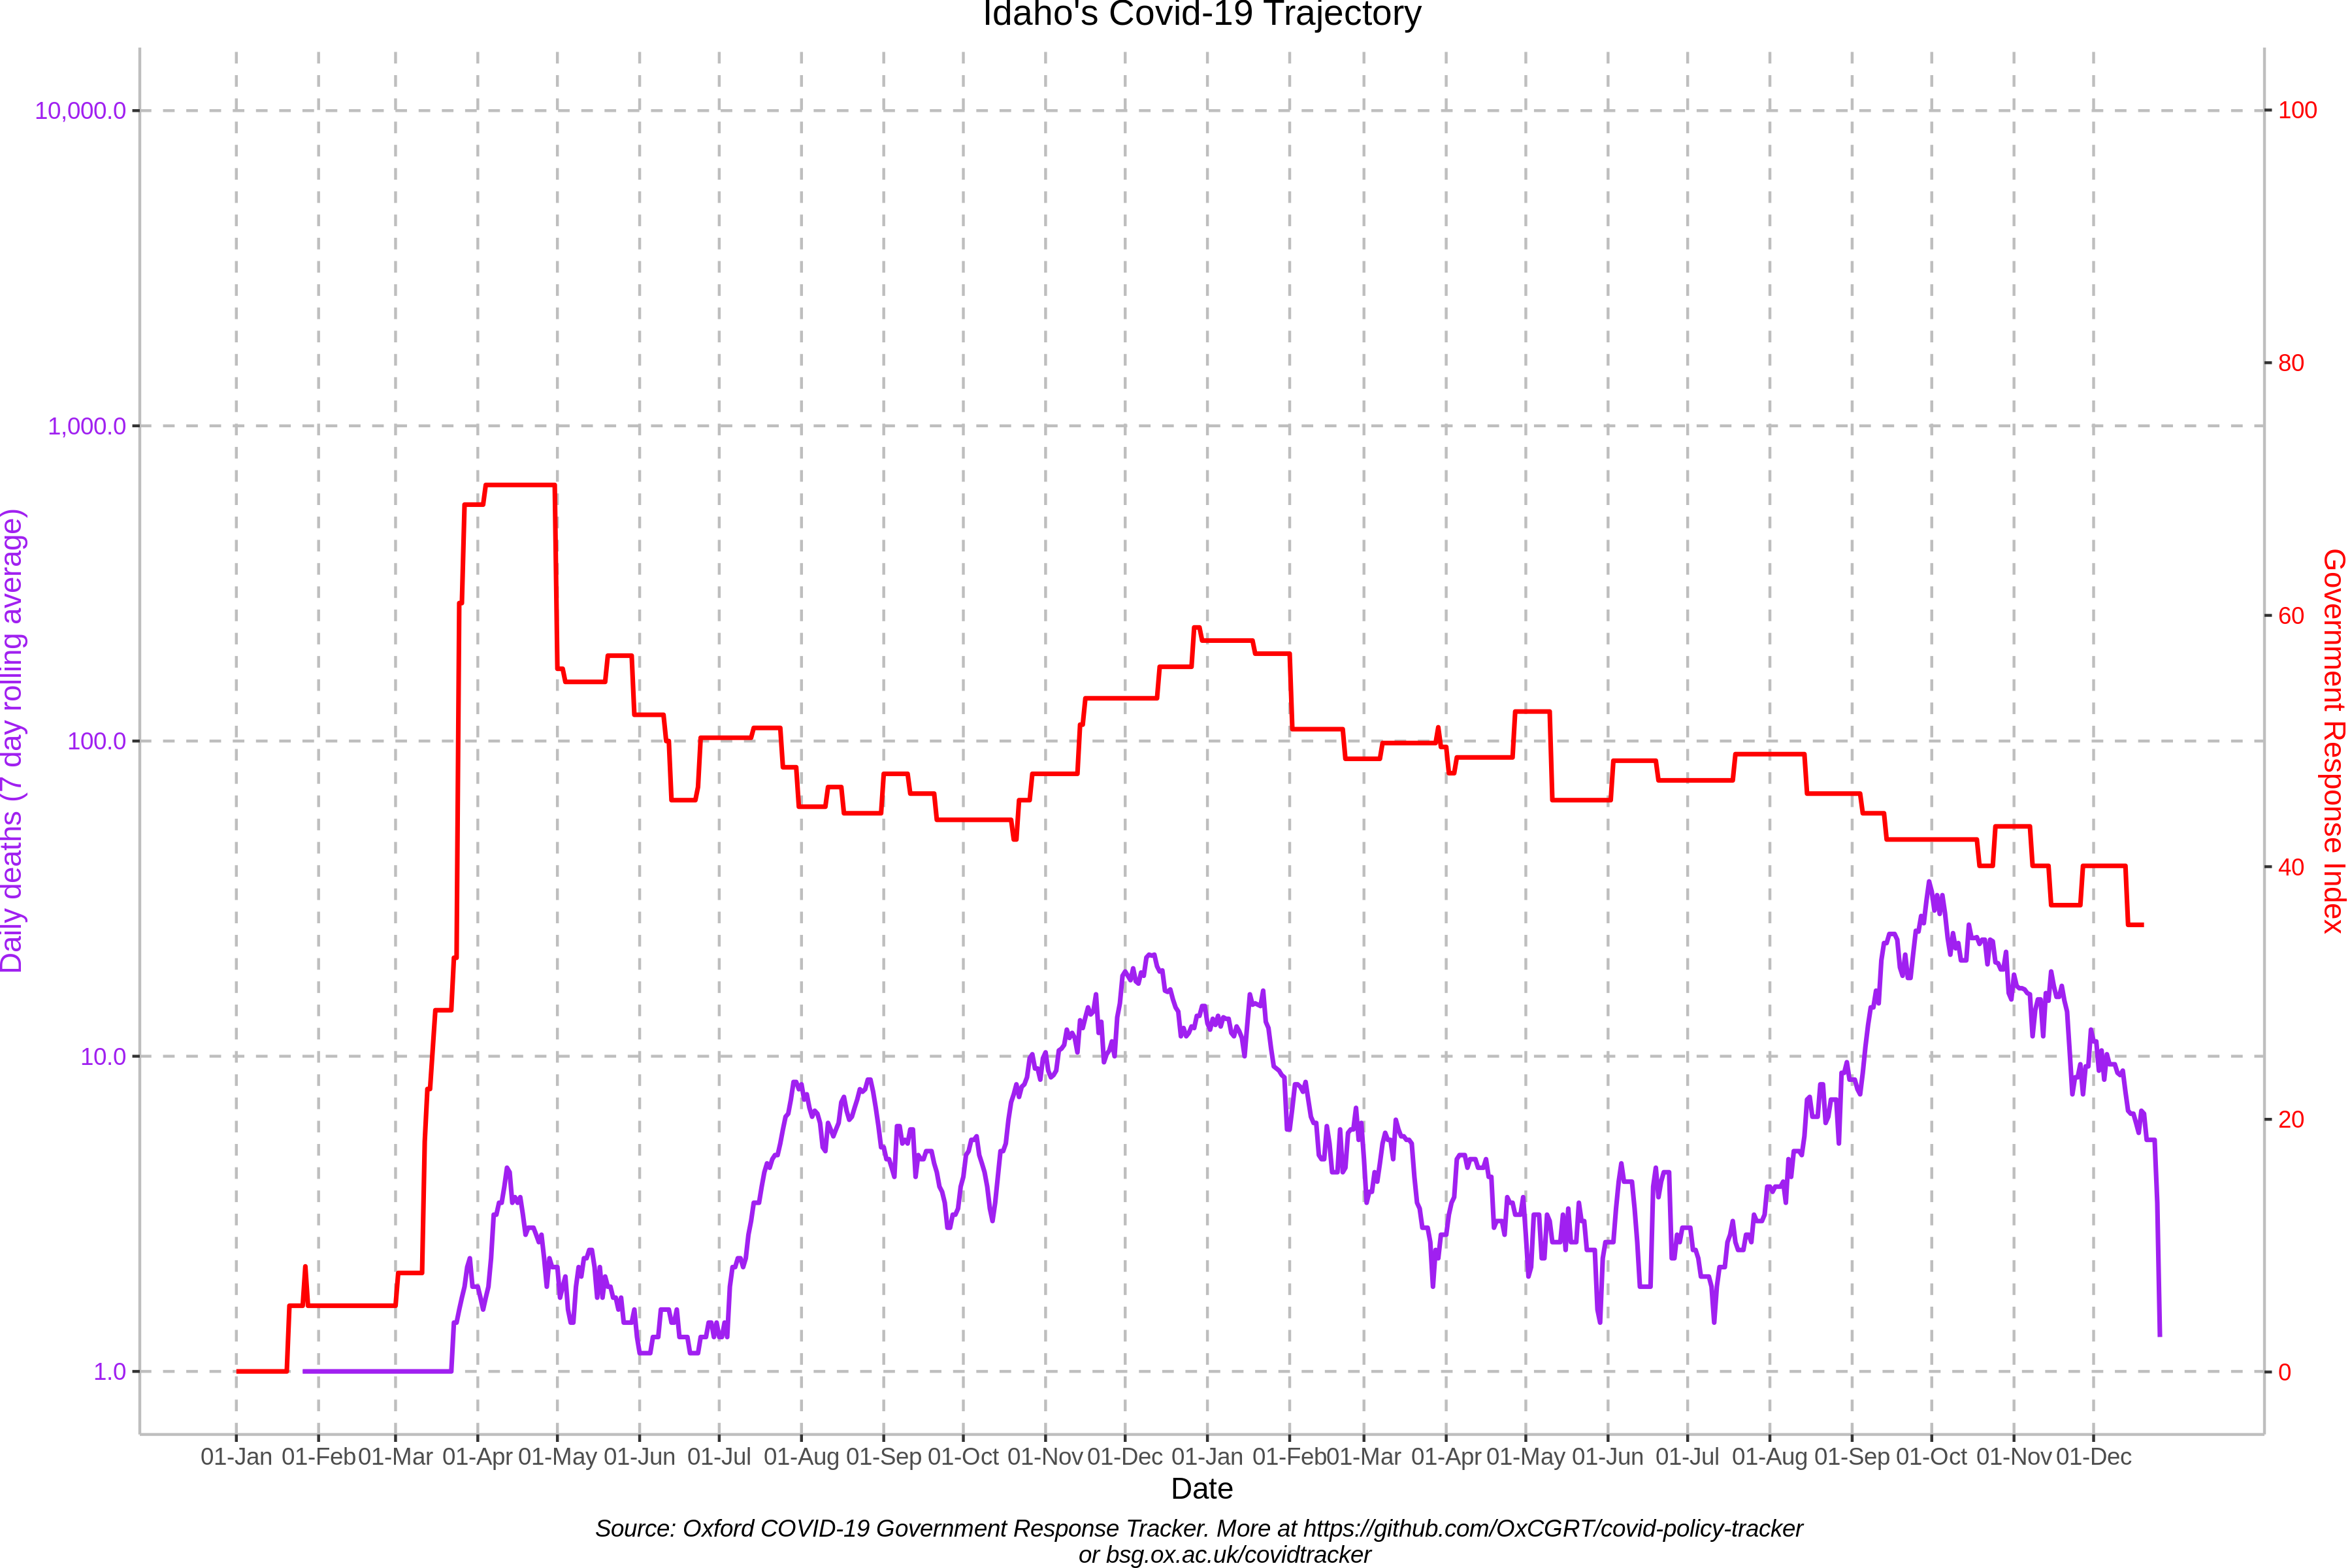 Idaho's Covid-19 Trajectory
10,000.0
1,000.0
100.0
10.0
1.0
Daily deaths (7 day rolling average)
100
80
60
40
20
0
Government Response Index
01-Jan 01-Feb 01-Mar 01-Apr 01-May 01-Jun 01-Jul 01-Aug 01-Sep 01-Oct 01-Nov 01-Dec 01-Jan 01-Feb 01-Mar 01-Apr 01-May 01-Jun 01-Jul 01-Aug 01-Sep 01-Oct 01-Nov 01-Dec
Date
Source: Oxford COVID-19 Government Response Tracker. More at https://github.com/OxCGRT/covid-policy-tracker
or bsg.ox.ac.uk/covidtracker